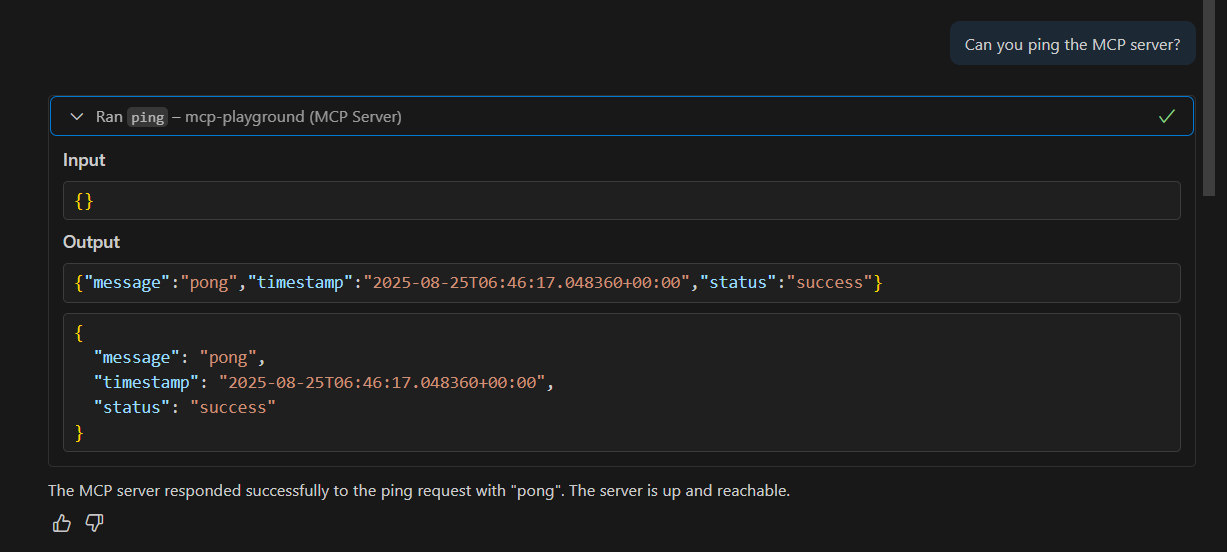 Can you ping the MCP server?
Ran ping – mcp-playground (MCP Server)
Input
{}
Output
{"message":"pong","timestamp":"2025-08-25T06:46:17.048360+00:00","status":"success"}
{
  "message": "pong",
  "timestamp": "2025-08-25T06:46:17.048360+00:00",
  "status": "success"
}
The MCP server responded successfully to the ping request with "pong". The server is up and reachable.